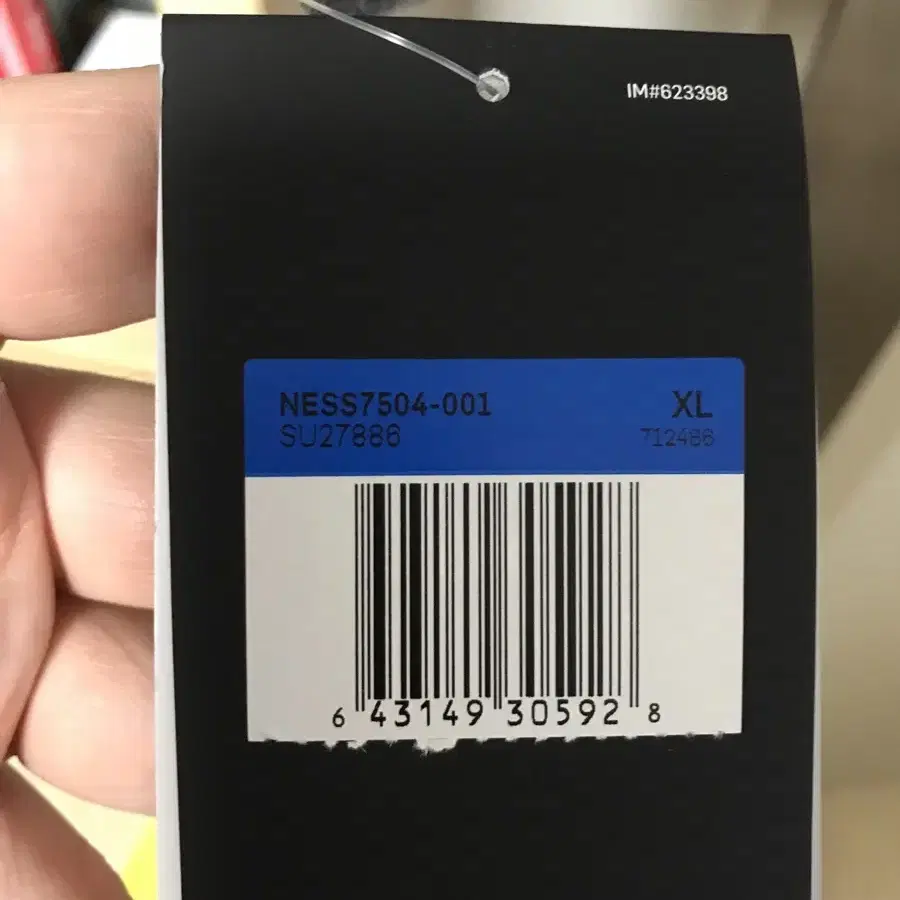 IM#623398
NESS7504-001 XL
SU27886 712486
6 43149 30592 8